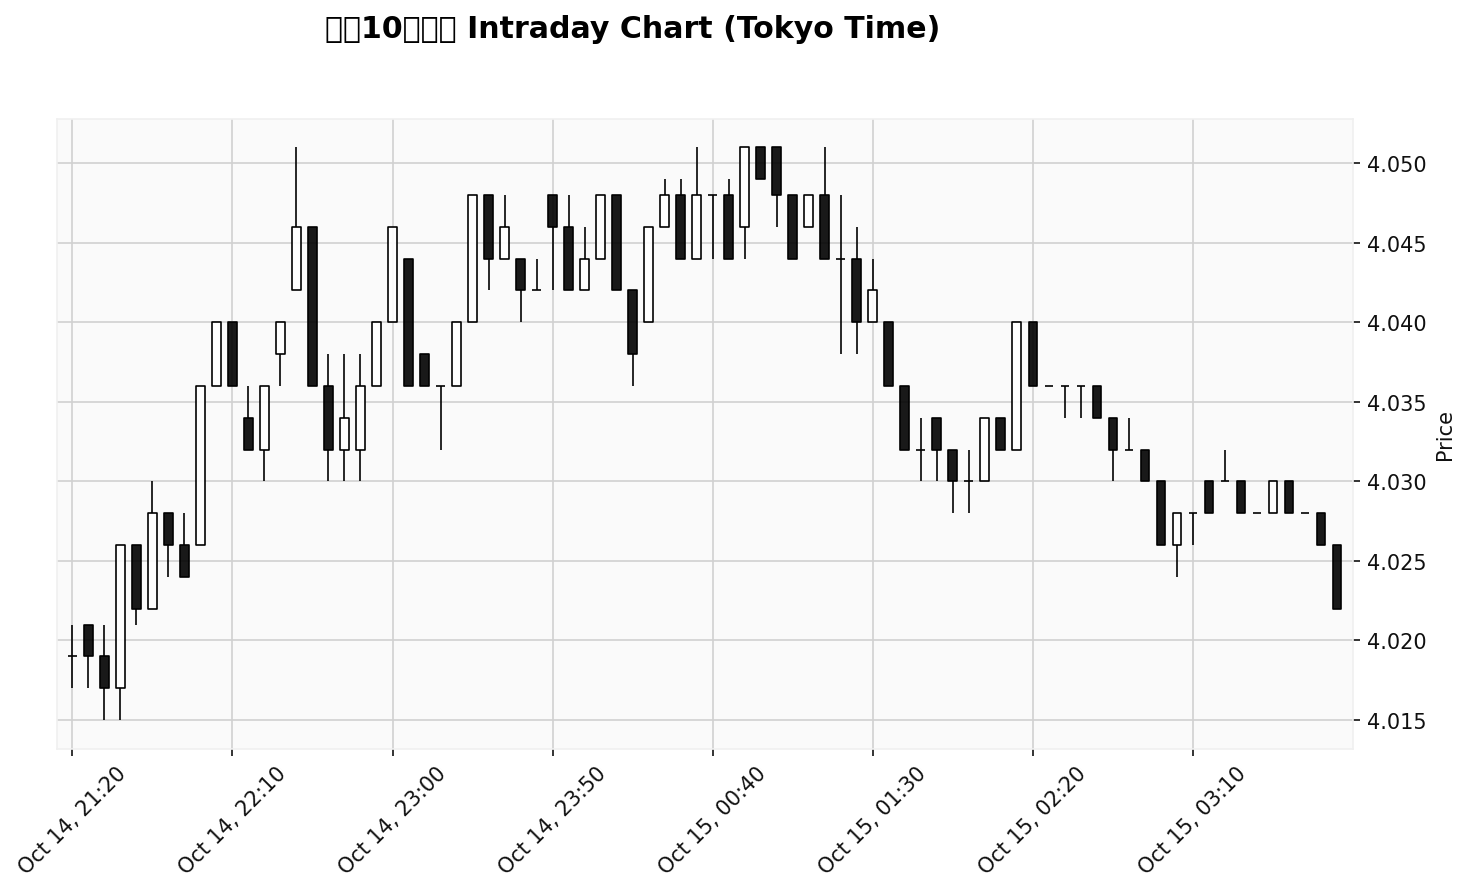 10 Intraday Chart (Tokyo Time)
4.050
4.045
4.040
4.035
4.030
4.025
4.020
4.015
Price
Oct 14, 21:20
Oct 14, 22:10
Oct 14, 23:00
Oct 14, 23:50
Oct 15, 00:40
Oct 15, 01:30
Oct 15, 02:20
Oct 15, 03:10